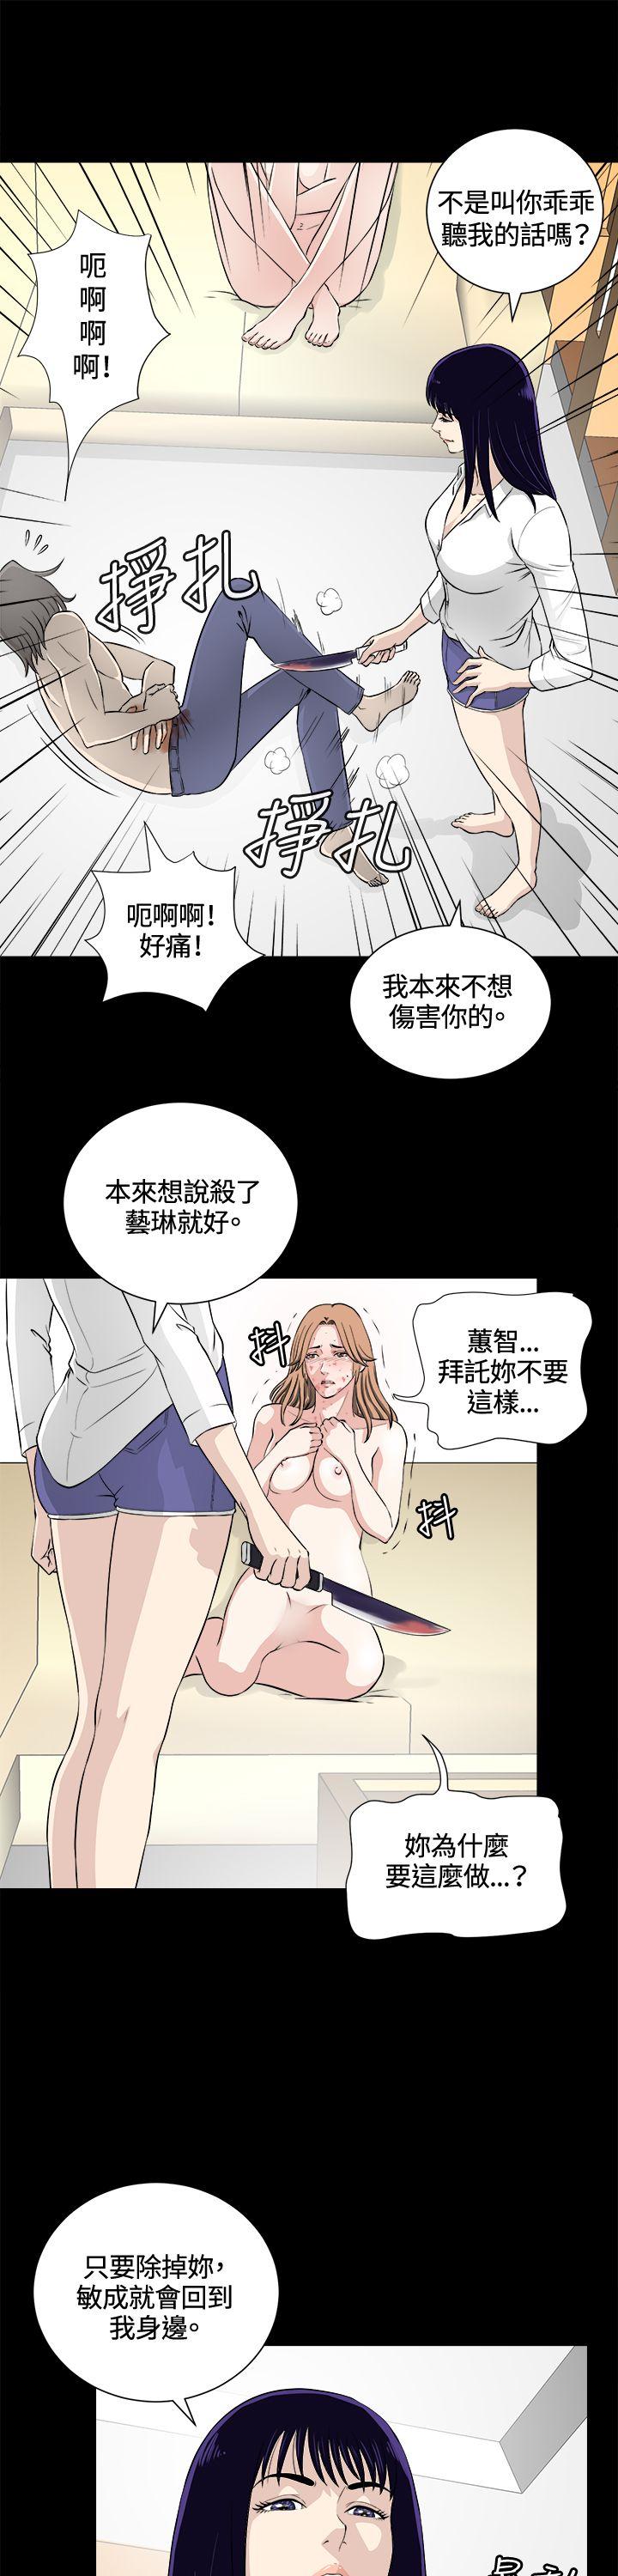 不是叫你乖乖
聽我的話嗎？
呃
啊
啊
啊！
掙扎
掙扎
呃啊啊！
好痛！
我本來不想
傷害你的。
本來想說殺了
藝琳就好。
抖
蕙智…
拜託妳不要
這樣…
抖
妳為什麼
要這麼做…？
只要除掉妳，
敏成就會回到
我身邊。